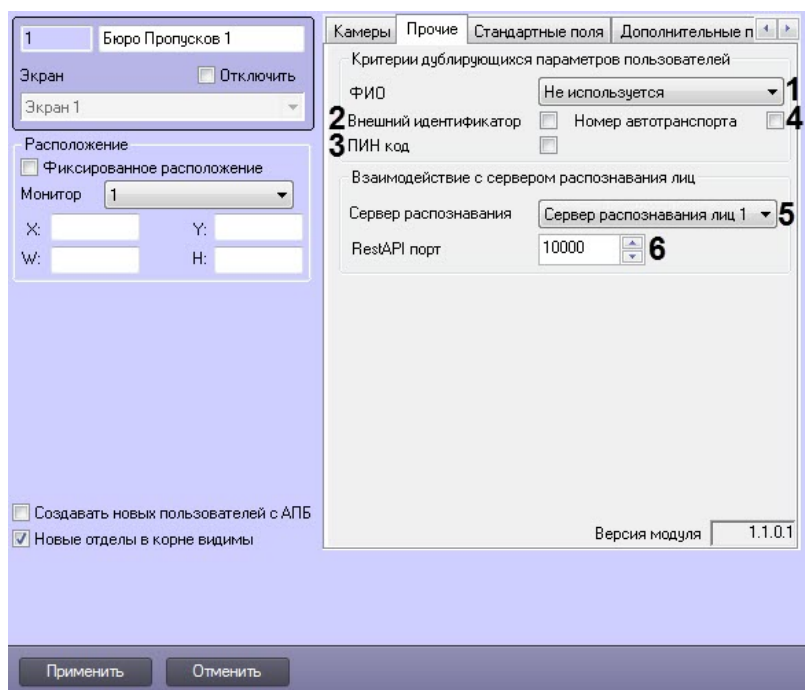 1 Бюро Пропусков 1
Экран Отключить
Экран 1
Расположение
Фиксированное расположение
Монитор 1
X: Y:
W: H:
Создавать новых пользователей с АПБ
Новые отделы в корне видимы
Камеры Прочие Стандартные поля Дополнительные п
Критерии дублирующихся параметров пользователей
ФИО Не используется 1
2 Внешний идентификатор Номер автотранспорта 4
3 ПИН код
Взаимодействие с сервером распознавания лиц
Сервер распознавания Сервер распознавания лиц 1 5
RestAPI порт 10000 6
Версия модуля 1.1.0.1
Применить Отменить